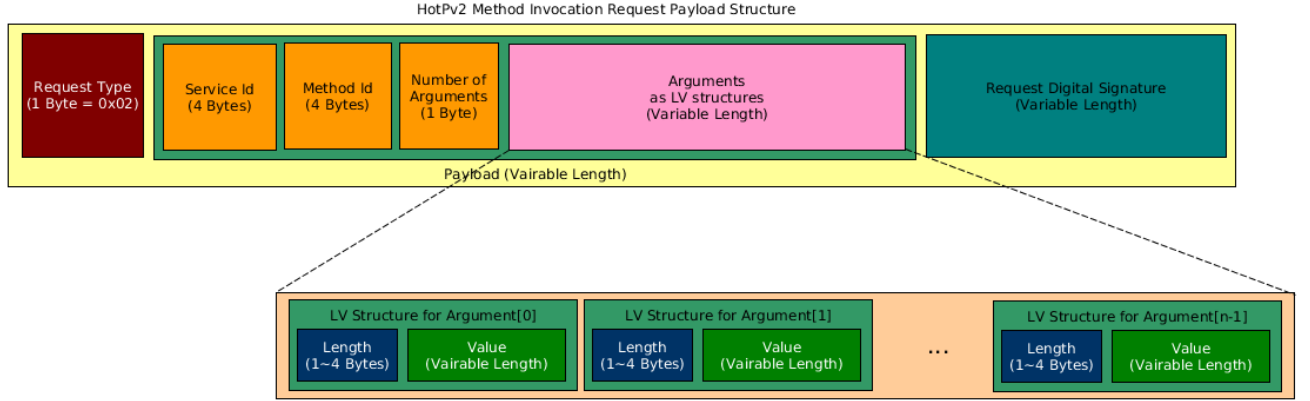 HotPv2 Method Invocation Request Payload Structure
Request Type
(1 Byte = 0x02)
Service Id
(4 Bytes)
Method Id
(4 Bytes)
Number of
Arguments
(1 Byte)
Arguments
as LV structures
(Variable Length)
Request Digital Signature
(Variable Length)
Payload (Vairable Length)
LV Structure for Argument[0]
Length
(1~4 Bytes)
Value
(Vairable Length)
LV Structure for Argument[1]
Length
(1~4 Bytes)
Value
(Vairable Length)
...
LV Structure for Argument[n-1]
Length
(1~4 Bytes)
Value
(Vairable Length)